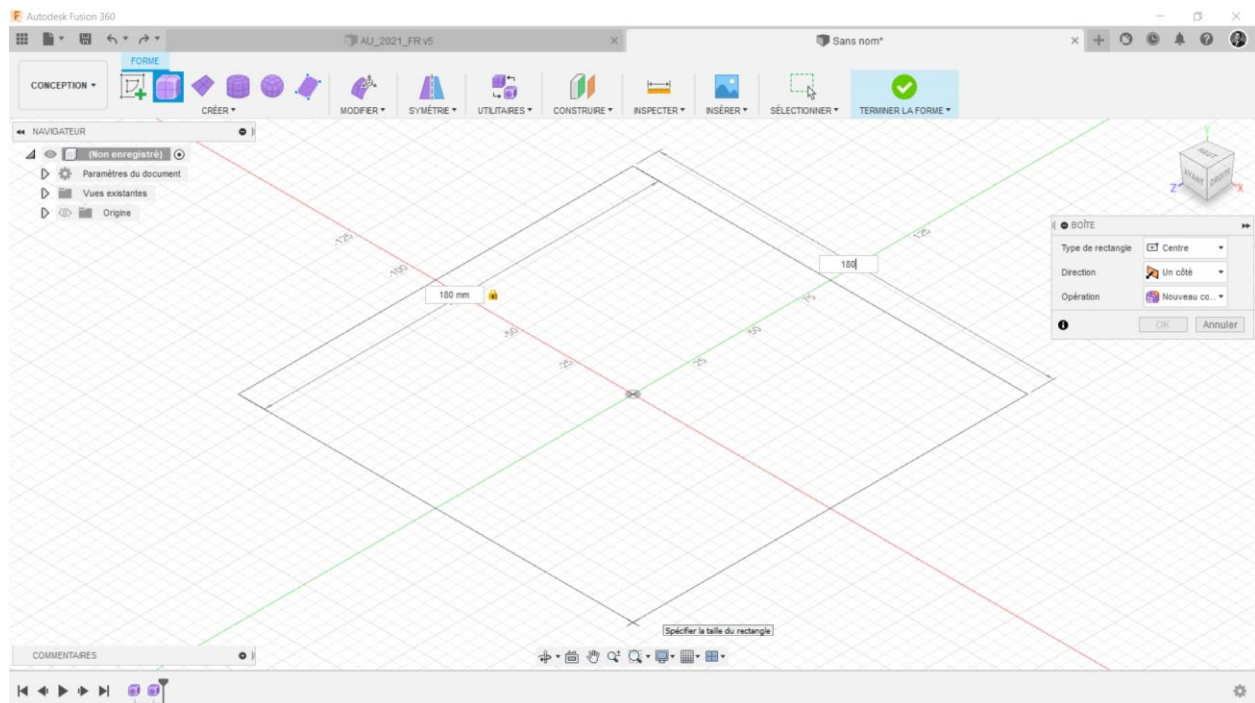 Autodesk Fusion 360
AU_2021_FR v5
Sans nom*
FORME
CONCEPTION
CRÉER
MODIFIER
SYMÉTRIE
UTILITAIRES
CONSTRUIRE
INSPECTER
INSÉRER
SÉLECTIONNER
TERMINER LA FORME
NAVIGATEUR
(Non enregistré)
Paramètres du document
Vues existantes
Origine
Y
HAUT
AVANT
DROITE
Z
X
BOÎTE
Type de rectangle Centre
Direction Un côté
Opération Nouveau co...
OK Annuler
-125
125
-100
180
180 mm
75
-50
50
-25
25
Spécifier la taille du rectangle
COMMENTAIRES